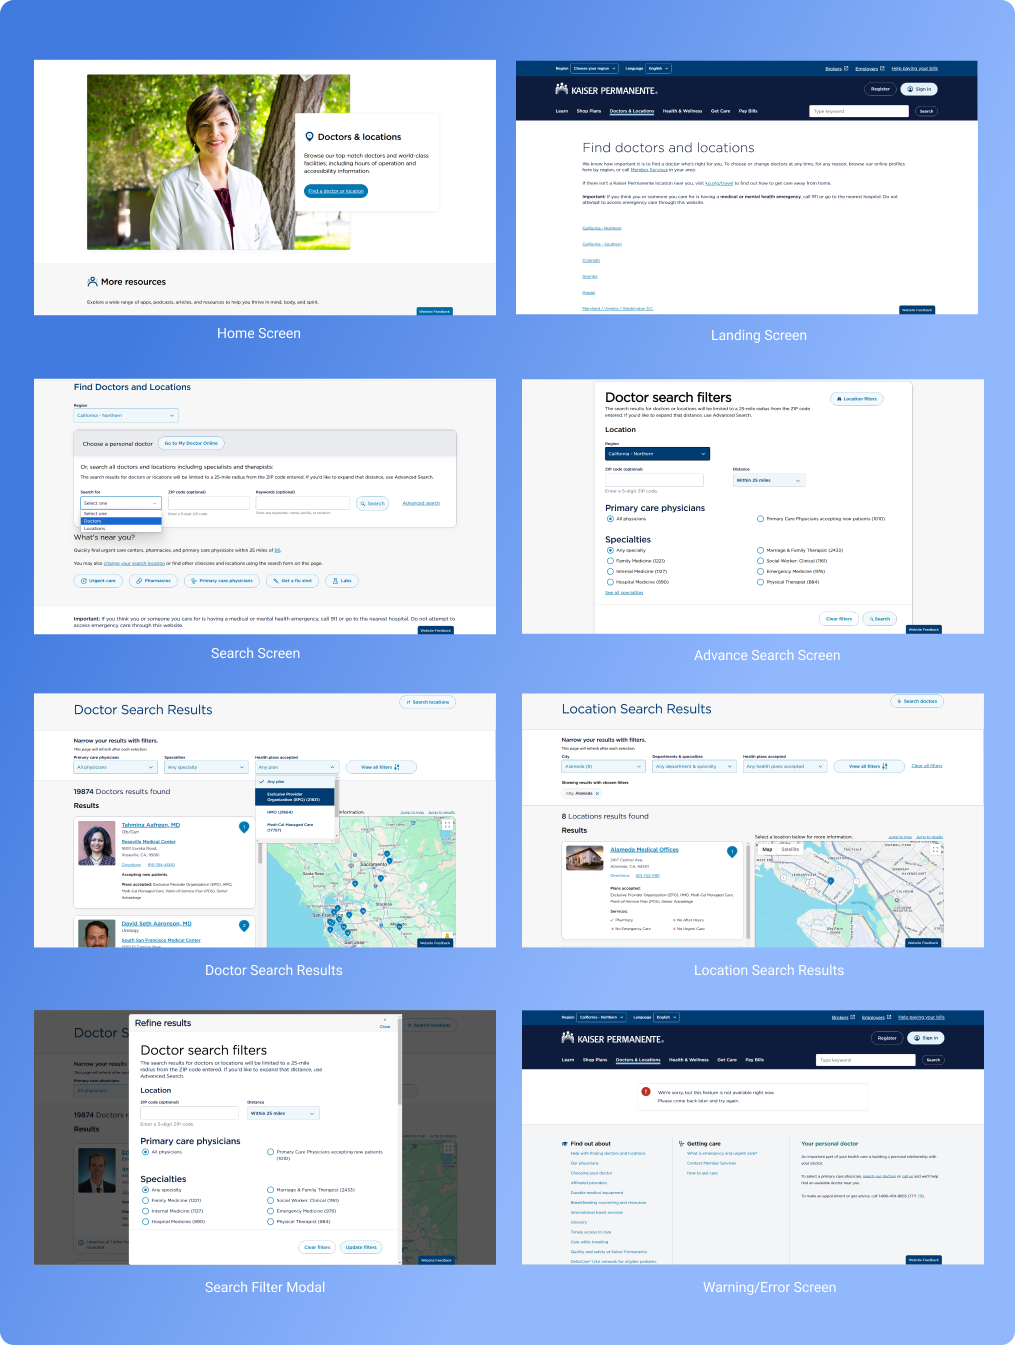 Doctors & locations
Browse our top-notch doctors and world-class
facilities, including hours of operation and
accessibility information.
Find a doctor or location
More resources
Explore a wide range of apps, podcasts, articles, and resources to help you thrive in mind, body, and spirit.
Website Feedback
Home Screen
Region Choose your region Language English Brokers Employers Help paying your bills
KAISER PERMANENTE. Register Sign in
Learn Shop Plans Doctors & Locations Health & Wellness Get Care Pay Bills Type keyword Search
Find doctors and locations
We know how important it is to find a doctor who's right for you. To choose or change doctors at any time, for any reason, browse our online profiles
here by region, or call Member Services in your area.
If there isn't a Kaiser Permanente location near you, visit kp.org/travel to find out how to get care away from home.
Important: If you think you or someone you care for is having a medical or mental health emergency, call 911 or go to the nearest hospital. Do not
attempt to access emergency care through this website.
California - Northern
California - Southern
Colorado
Georgia
Hawaii
Maryland / Virginia / Washington D.C.
Website Feedback
Landing Screen
Find Doctors and Locations
Region
California - Northern
Choose a personal doctor Go to My Doctor Online
Or, search all doctors and locations including specialists and therapists:
The search results for doctors or locations will be limited to a 25-mile radius from the ZIP code entered. If you'd like to expand that distance, use Advanced Search.
Search for ZIP code (optional) Keywords (optional)
Select one Search Advanced search
Select one Enter a 5-digit ZIP code Enter any keywords, name, facility, or location.
Doctors
Locations
What's near you?
Quickly find urgent care centers, pharmacies, and primary care physicians within 25 miles of
You may also change your search location or find other clinicians and locations using the search form on this page.
Urgent care Pharmacies Primary care physicians Get a flu shot Labs
Important: If you think you or someone you care for is having a medical or mental health emergency, call 911 or go to the nearest hospital. Do not attempt to
access emergency care through this website.
Website Feedback
Search Screen
Doctor search filters Location filters
The search results for doctors or locations will be limited to a 25-mile radius from the ZIP code
entered. If you'd like to expand that distance, use Advanced Search.
Location
Region
California - Northern
ZIP code (optional) Distance
Within 25 miles
Enter a 5-digit ZIP code.
Primary care physicians
All physicians Primary Care Physicians accepting new patients (1010)
Specialties
Any specialty Marriage & Family Therapist (2433)
Family Medicine (1221) Social Worker: Clinical (1161)
Internal Medicine (1127) Emergency Medicine (976)
Hospital Medicine (890) Physical Therapist (884)
See all specialties
Clear filters Search
Website Feedback
Advance Search Screen
Doctor Search Results Search locations
Narrow your results with filters.
This page will refresh after each selection.
Primary care physicians Specialties Health plans accepted
All physicians Any specialty Any plan View all filters
Any plan
Exclusive Provider
Organization (EPO) (21631)
HMO (21664)
Medi-Cal Managed Care
(17757)
19874 Doctors results found
Results
information. Jump to map Jump to results
Tahmina Aafreen, MD 1
Ob/Gyn
Roseville Medical Center
1600 Eureka Road,
Roseville, CA, 95661
Directions
Accepting new patients.
Plans accepted: Exclusive Provider Organization (EPO), HMO,
Medi-Cal Managed Care, Point-of-Service Plan (POS), Senior
Advantage
David Seth Aaronson, MD 2
Urology
South San Francisco Medical Center
Sacramento
Santa Rosa
San Francisco
San Jose
Website Feedback
Doctor Search Results
Location Search Results Search doctors
Narrow your results with filters.
This page will refresh after each selection.
City Departments & specialties Health plans accepted
Alameda (8) Any department & specialty Any health plans accepted View all filters Clear all filters
Showing results with chosen filters
City: Alameda
8 Locations results found
Results
Select a location below for more information. Jump to map Jump to results
Alameda Medical Offices 1
2417 Central Ave,
Alameda, CA, 94501
Directions
Plans accepted:
Exclusive Provider Organization (EPO), HMO, Medi-Cal Managed Care,
Point-of-Service Plan (POS), Senior Advantage
Services:
Pharmacy No After Hours
No Emergency Care No Urgent Care
Map Satellite
Website Feedback
Location Search Results
Refine results Close
Doctor search filters
The search results for doctors or locations will be limited to a 25-mile
radius from the ZIP code entered. If you'd like to expand that distance, use
Advanced Search.
Location
ZIP code (optional) Distance
Within 25 miles
Enter a 5-digit ZIP code.
Primary care physicians
All physicians Primary Care Physicians accepting new patients
(1010)
Specialties
Any specialty Marriage & Family Therapist (2433)
Family Medicine (1221) Social Worker: Clinical (1161)
Internal Medicine (1127) Emergency Medicine (976)
Hospital Medicine (890) Physical Therapist (884)
Clear filters Update filters
Website Feedback
Search Filter Modal
Region California - Northern Language English Brokers Employers Help paying your bills
KAISER PERMANENTE. Register Sign in
Learn Shop Plans Doctors & Locations Health & Wellness Get Care Pay Bills Type keyword Search
We're sorry, but this feature is not available right now.
Please come back later and try again.
Find out about
Help with finding doctors and locations
Our physicians
Choosing your doctor
Affiliated providers
Durable medical equipment
Breastfeeding counseling and resources
International travel services
Glossary
Timely access to care
Care while traveling
Quality and safety at Kaiser Permanente
DeltaCare® USA network for eligible pediatric
Getting care
What is emergency and urgent care?
Contact Member Services
How to get care
Your personal doctor
An important part of your health care is building a personal relationship with
your doctor.
To select a primary care physician, search our doctors or call us and we'll help
find an available doctor near you.
To make an appointment or get advice, call 1-866-454-8855 (TTY 711).
Website Feedback
Warning/Error Screen